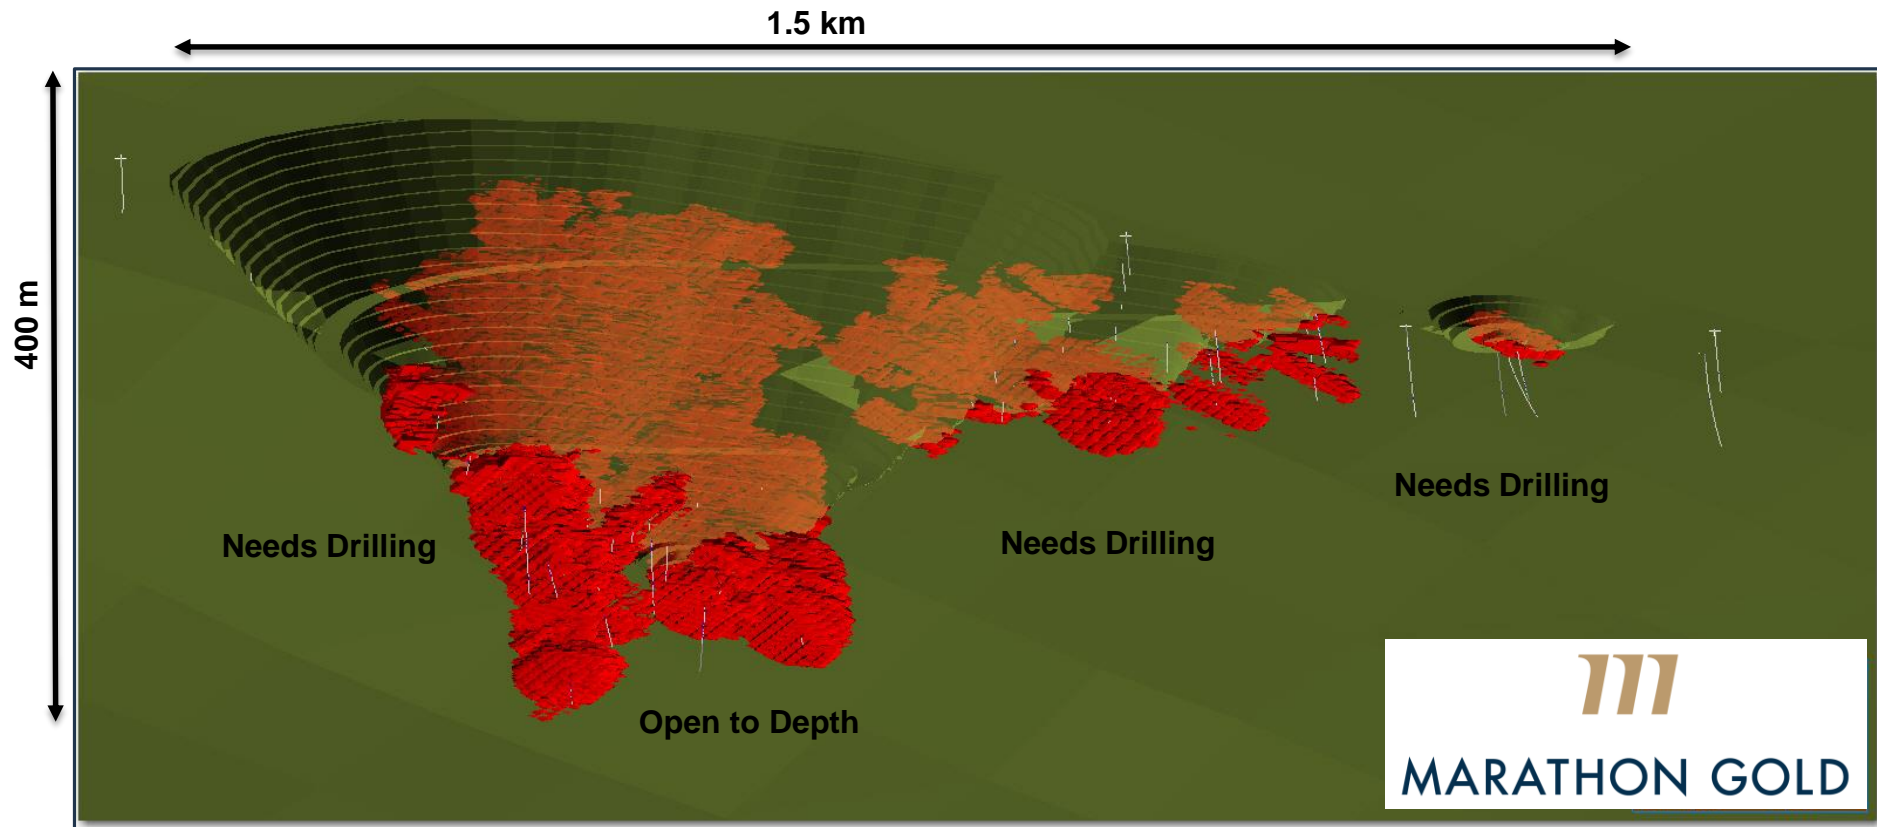 1.5 km
400 m
Needs Drilling
Needs Drilling
Needs Drilling
Open to Depth
MARATHON GOLD